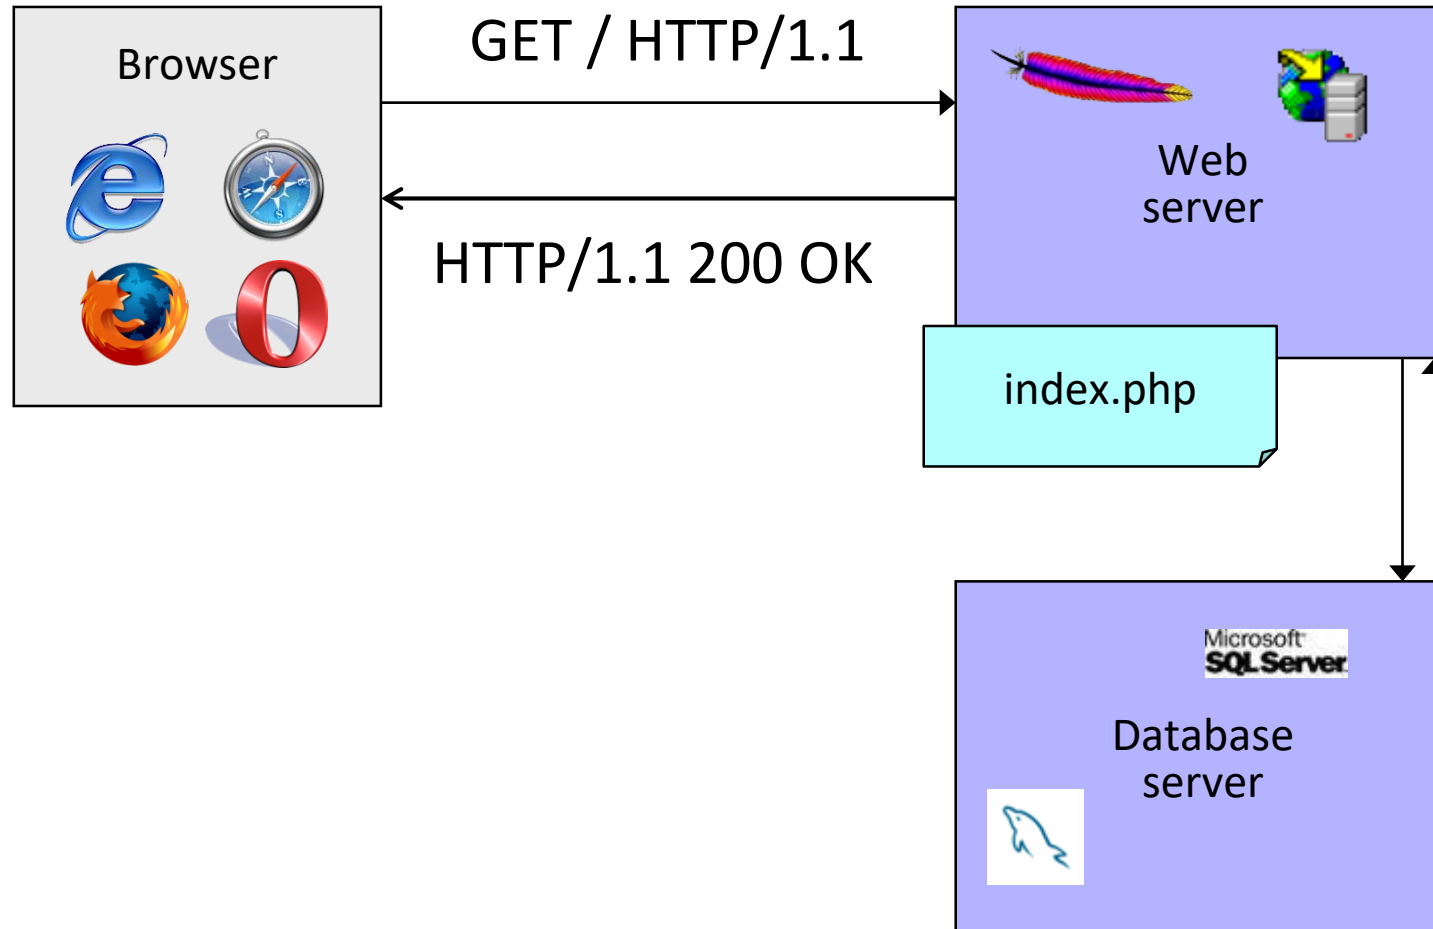 Browser
GET / HTTP/1.1
Web
server
HTTP/1.1 200 OK
index.php
Microsoft
SQL Server
Database
server